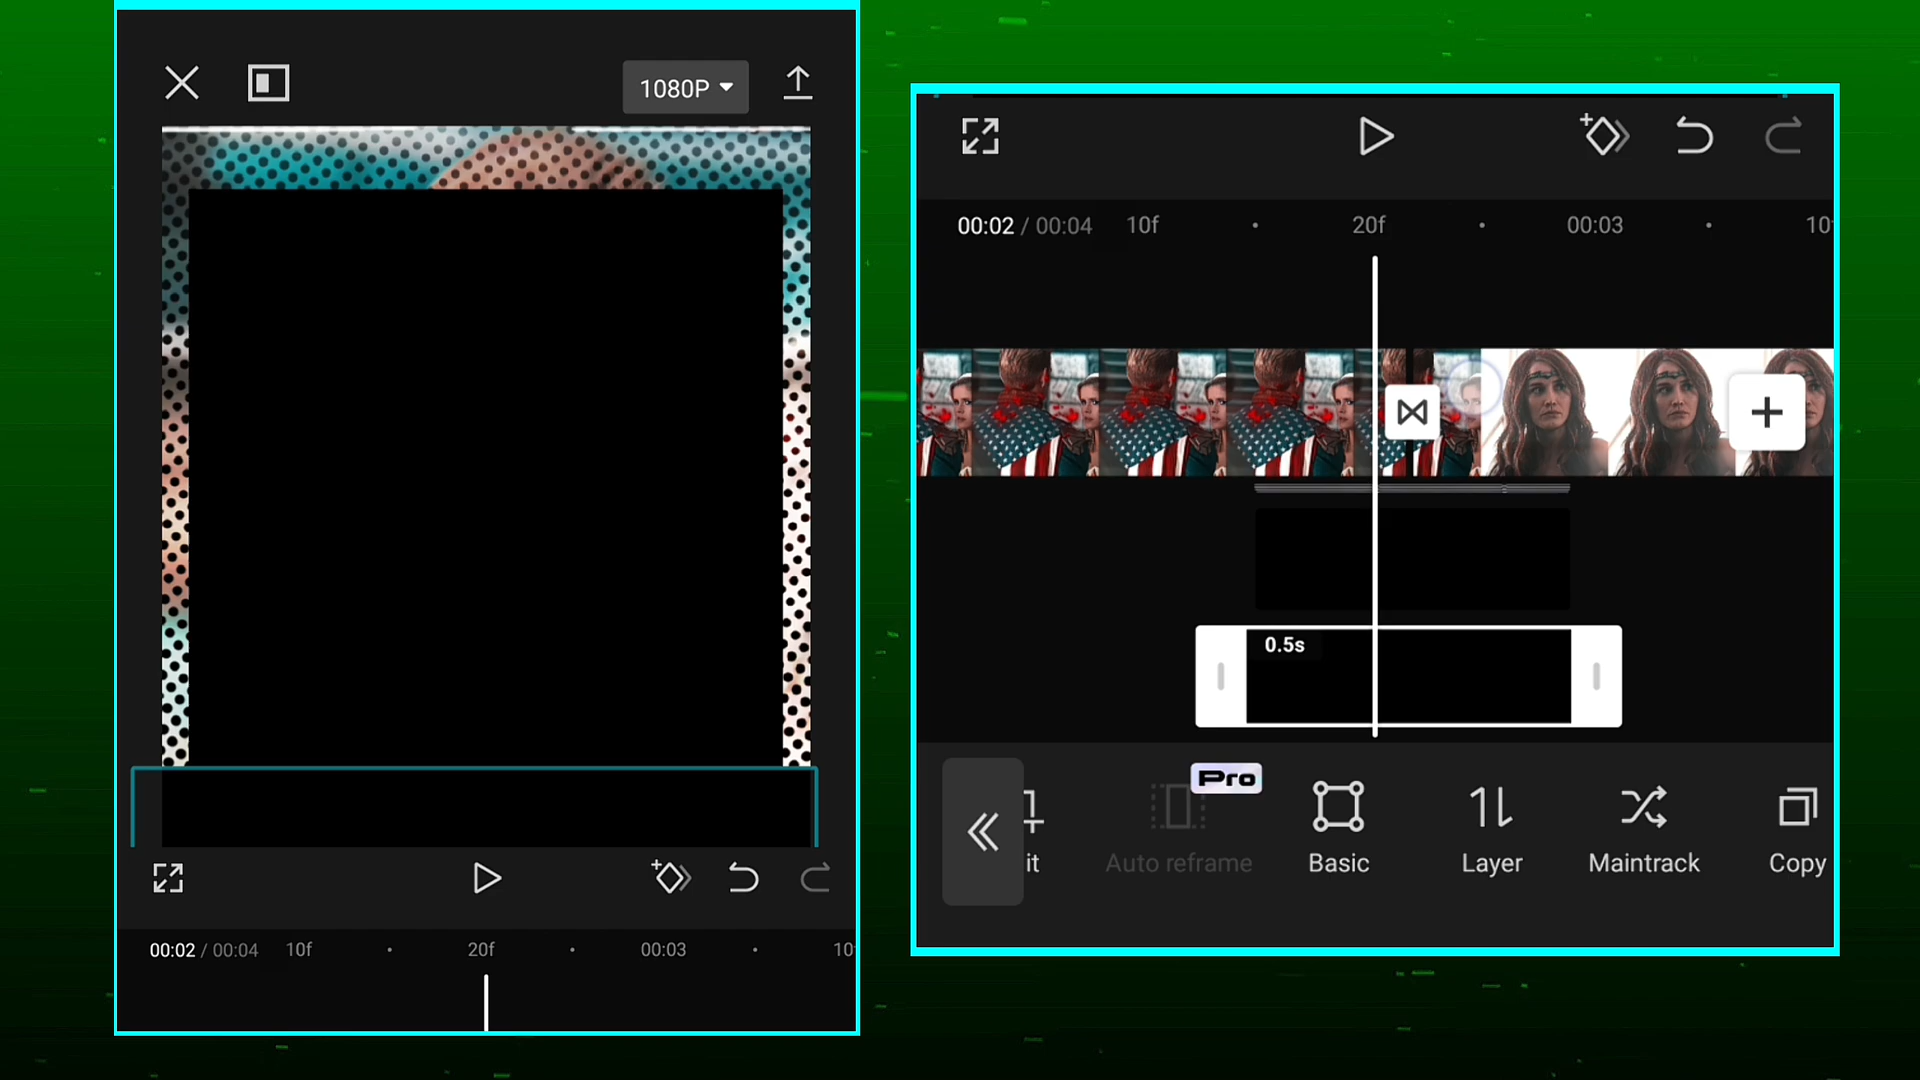 1080P
00:02 / 00:04 10f 20f 00:03 10
00:02 / 00:04 10f 20f 00:03 10
0.5s
Pro
it Auto reframe Basic Layer Maintrack Copy